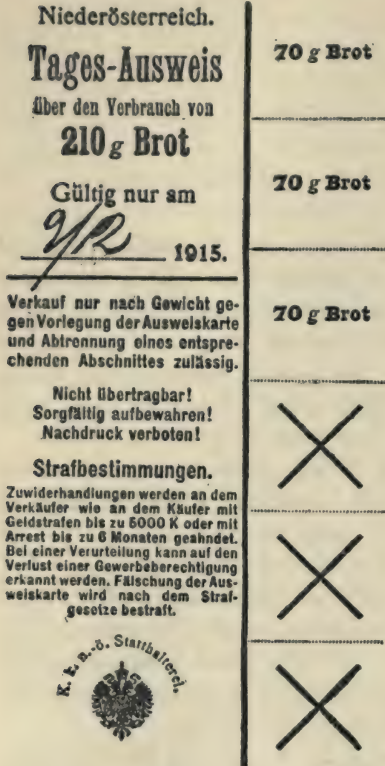 Niederösterreich.
Tages-Ausweis
über den Verbrauch von
210 g Brot
Gültig nur am
9/12 1915.
Verkauf nur nach Gewicht ge-
gen Vorlegung der Ausweiskarte
und Abtrennung eines entspre-
chenden Abschnittes zulässig.
Nicht übertragbar!
Sorgfältig aufbewahren!
Nachdruck verboten!
Strafbestimmungen.
Zuwiderhandlungen werden an dem
Verkäufer wie an dem Käufer mit
Geldstrafen bis zu 5000 K oder mit
Arrest bis zu 6 Monaten geahndet.
Bei einer Verurteilung kann auf den
Verlust einer Gewerbeberechtigung
erkannt werden. Fälschung der Aus-
weiskarte wird nach dem Straf-
gesetze bestraft.
K. k. n.-ö. Statthalterei.
70 g Brot
70 g Brot
70 g Brot